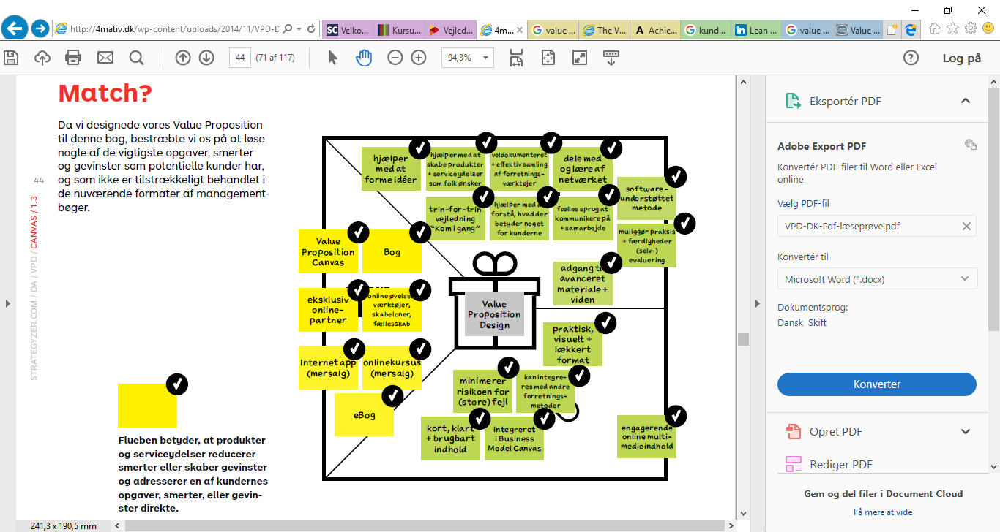 http://4mativ.dk/wp-content/uploads/2014/11/VPD-D
SC Velko...
Kursu...
Vejled...
4m...
value ...
The V...
A Achie...
kund...
Lean ...
value ...
Value ...
44
(71 af 117)
94,3%
Log på
Match?
Da vi designede vores Value Proposition
til denne bog, bestræbte vi os på at løse
nogle af de vigtigste opgaver, smerter
og gevinster som potentielle kunder har,
og som ikke er tilstrækkeligt behandlet i
de nuværende formater af management-
bøger.
44
STRATEGYZER.COM / DA / VPD / CANVAS / 1.3
hjælper
med at
forme idéer
hjælper med at
skabe produkter
+ serviceydelser
som folk ønsker
veldokumenteret
+ effektiv samling
af forretnings-
værktøjer
dele med
og lære af
netværket
software-
understøttet
metode
trin-for-trin
vejledning
"Kom i gang"
hjælper med at
forstå, hvad der
betyder noget
for kunderne
fælles sprog at
kommunikere på
+ samarbejde
muliggør praksis
+ færdigheder
(selv-)
evaluering
Value
Proposition
Canvas
Bog
adgang til
avanceret
materiale +
viden
eksklusiv
online-
partner
online øvelser,
værktøjer,
skabeloner,
fællesskab
Value
Proposition
Design
praktisk,
visuelt +
lækkert
format
Internet app
(mersalg)
onlinekursus
(mersalg)
minimerer
risikoen for
(store) fejl
kan integre-
res med andre
forretnings-
metoder
eBog
kort, klart
+ brugbart
indhold
integreret
i Business
Model Canvas
engagerende
online multi-
medieindhold
Flueben betyder, at produkter
og serviceydelser reducerer
smerter eller skaber gevinster
og adresserer en af kundernes
opgaver, smerter, eller gevin-
ster direkte.
241,3 x 190,5 mm
Eksportér PDF
Adobe Export PDF
Konvertér PDF-filer til Word eller Excel
online
Vælg PDF-fil
VPD-DK-Pdf-læseprøve.pdf
Konvertér til
Microsoft Word (*.docx)
Dokumentsprog:
Dansk Skift
Konverter
Opret PDF
Rediger PDF
Gem og del filer i Document Cloud
Få mere at vide